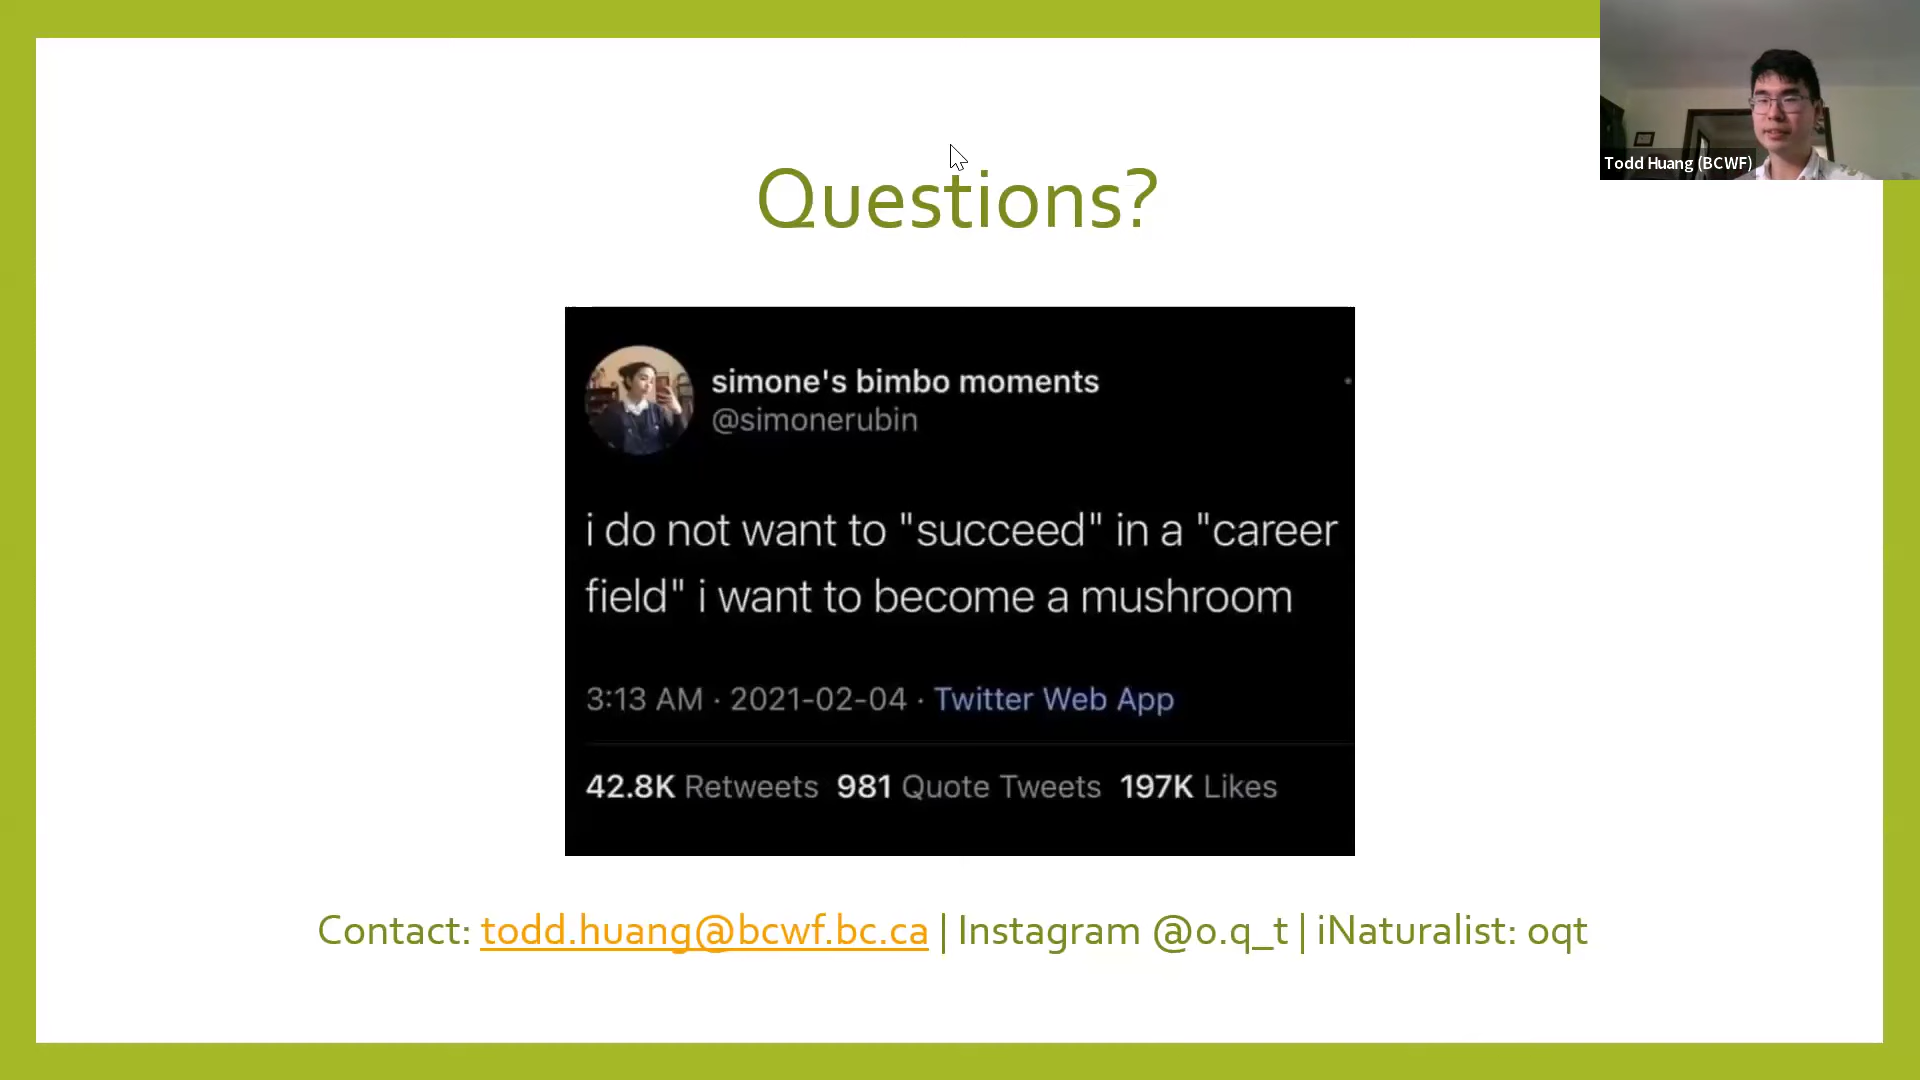 Todd Huang (BCWF)
Questions?
simone's bimbo moments
@simonerubin
i do not want to "succeed" in a "career
field" i want to become a mushroom
3:13 AM · 2021-02-04 · Twitter Web App
42.8K Retweets 981 Quote Tweets 197K Likes
Contact: todd.huang@bcwf.bc.ca | Instagram @o.q_t | iNaturalist: oqt